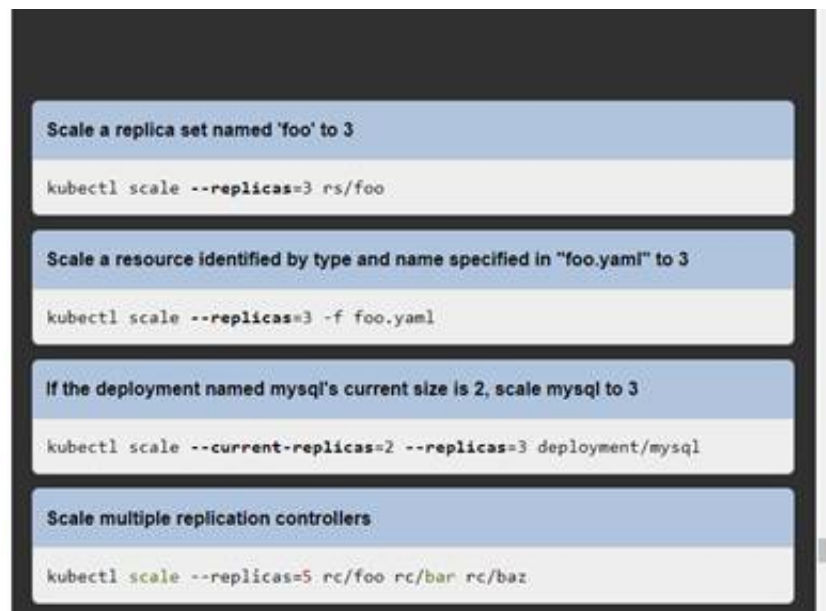 Scale a replica set named 'foo' to 3
kubectl scale --replicas=3 rs/foo
Scale a resource identified by type and name specified in "foo.yaml" to 3
kubectl scale --replicas=3 -f foo.yaml
If the deployment named mysql's current size is 2, scale mysql to 3
kubectl scale --current-replicas=2 --replicas=3 deployment/mysql
Scale multiple replication controllers
kubectl scale --replicas=5 rc/foo rc/bar rc/baz